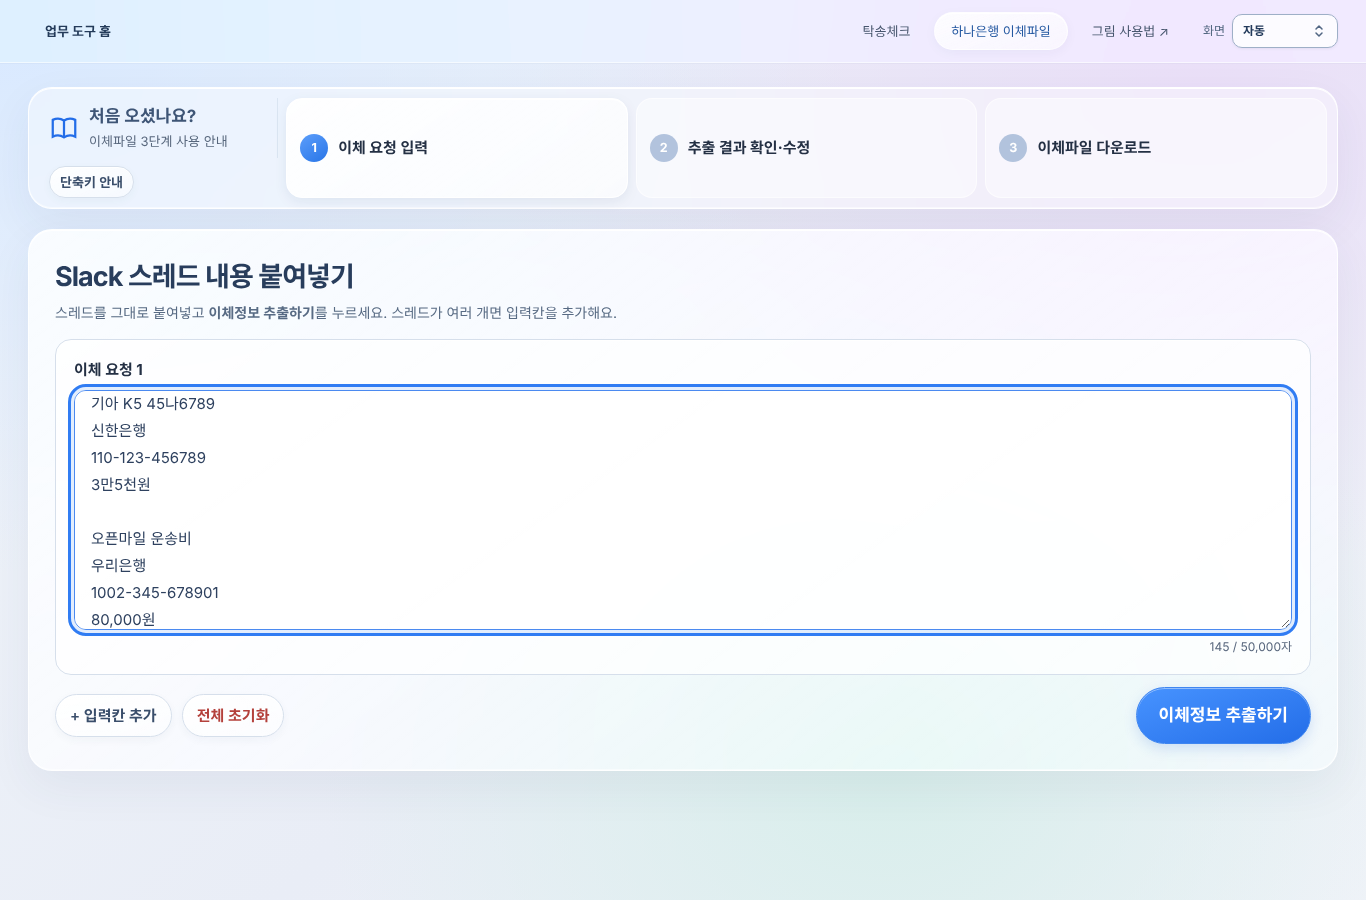 업무 도구 홈
탁송체크
하나은행 이체파일
그림 사용법 ↗
화면
자동
처음 오셨나요?
이체파일 3단계 사용 안내
단축키 안내
1 이체 요청 입력
2 추출 결과 확인·수정
3 이체파일 다운로드
Slack 스레드 내용 붙여넣기
스레드를 그대로 붙여넣고 이체정보 추출하기를 누르세요. 스레드가 여러 개면 입력칸을 추가해요.
이체 요청 1
기아 K5 45나6789
신한은행
110-123-456789
3만5천원
오픈마일 운송비
우리은행
1002-345-678901
80,000원
145 / 50,000자
+ 입력칸 추가
전체 초기화
이체정보 추출하기